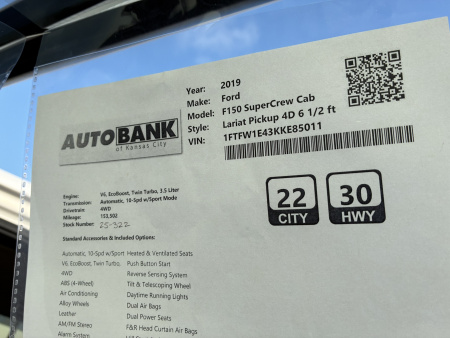 Year: 2019
Make: Ford
Model: F150 SuperCrew Cab
Style: Lariat Pickup 4D 6 1/2 ft
VIN: 1FTFW1E43KKE85011
AUTOBANK
of Kansas City
22 CITY
30 HWY
Engine: V6, EcoBoost, Twin Turbo, 3.5 Liter
Transmission: Automatic, 10-Spd w/Sport Mode
Drivetrain: 4WD
Mileage: 153,502
Stock Number: 25-322
Standard Accessories & Included Options:
Automatic, 10-Spd w/Sport Heated & Ventilated Seats
V6, EcoBoost, Twin Turbo, Push Button Start
4WD Reverse Sensing System
ABS (4-Wheel) Tilt & Telescoping Wheel
Air Conditioning Daytime Running Lights
Alloy Wheels Dual Air Bags
Leather Dual Power Seats
AM/FM Stereo F&R Head Curtain Air Bags
Alarm System